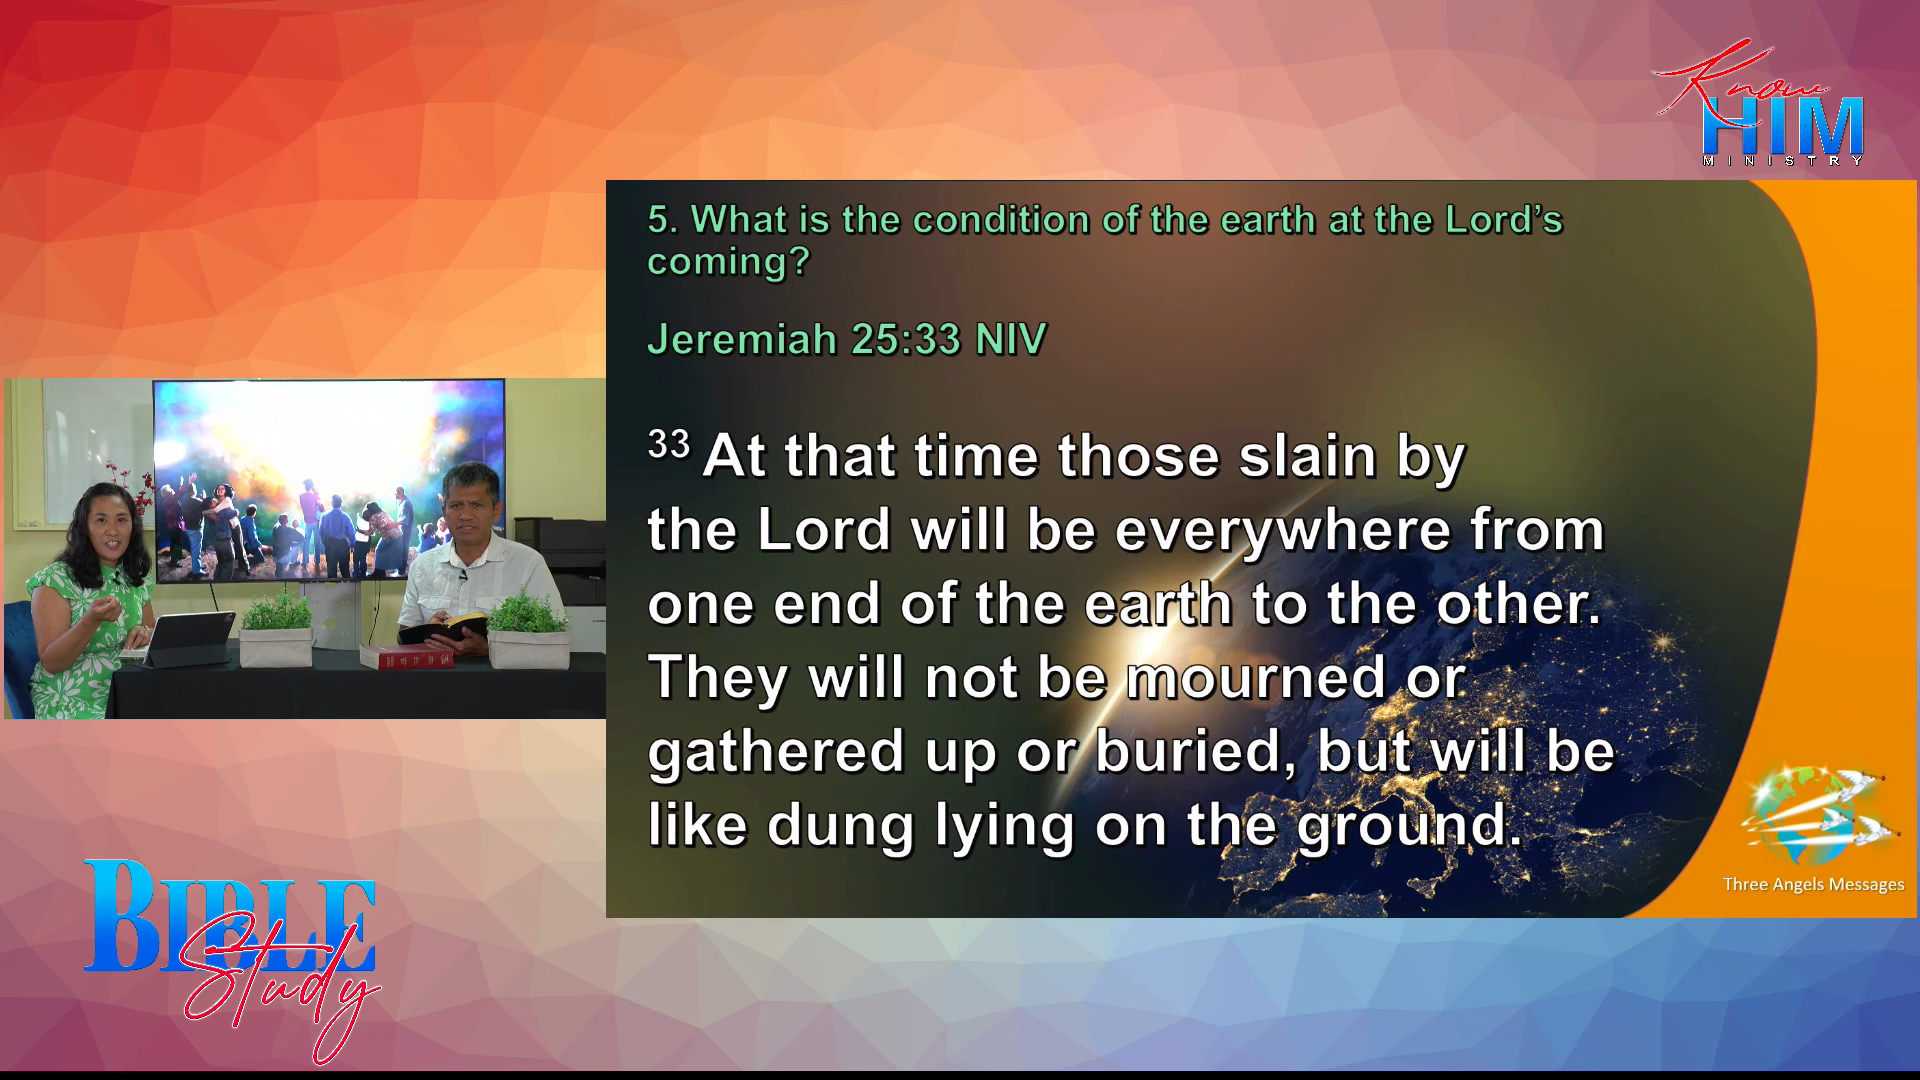 Know
HIM
MINISTRY
5. What is the condition of the earth at the Lord’s
coming?
Jeremiah 25:33 NIV
33 At that time those slain by
the Lord will be everywhere from
one end of the earth to the other.
They will not be mourned or
gathered up or buried, but will be
like dung lying on the ground.
Three Angels Messages
BIBLE
Study